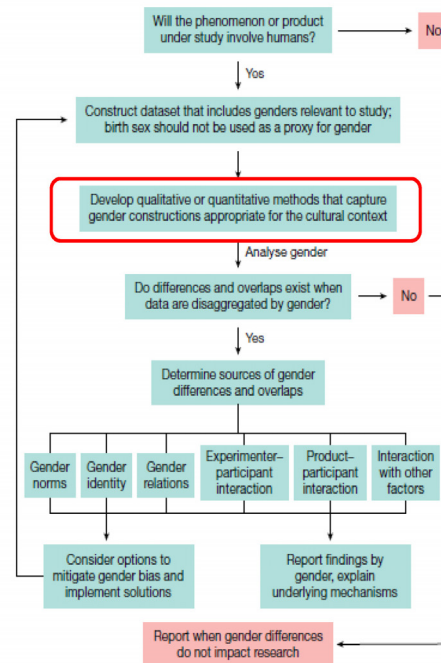 Will the phenomenon or product
under study involve humans?
No
Yes
Construct dataset that includes genders relevant to study;
birth sex should not be used as a proxy for gender
Develop qualitative or quantitative methods that capture
gender constructions appropriate for the cultural context
Analyse gender
Do differences and overlaps exist when
data are disaggregated by gender?
No
Yes
Determine sources of gender
differences and overlaps
Gender
norms
Gender
identity
Gender
relations
Experimenter–
participant
interaction
Product–
participant
interaction
Interaction
with other
factors
Consider options to
mitigate gender bias and
implement solutions
Report findings by
gender, explain
underlying mechanisms
Report when gender differences
do not impact research